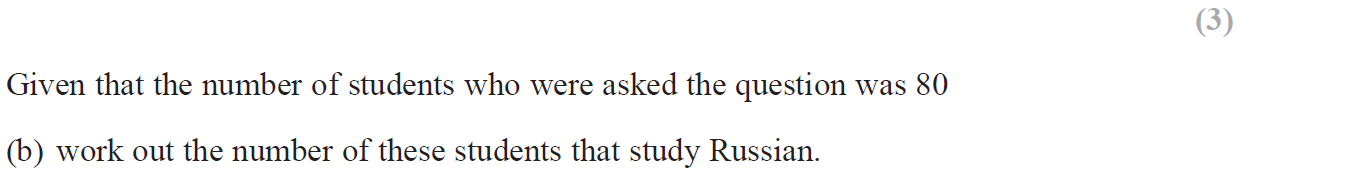 (3)
Given that the number of students who were asked the question was 80
(b) work out the number of these students that study Russian.